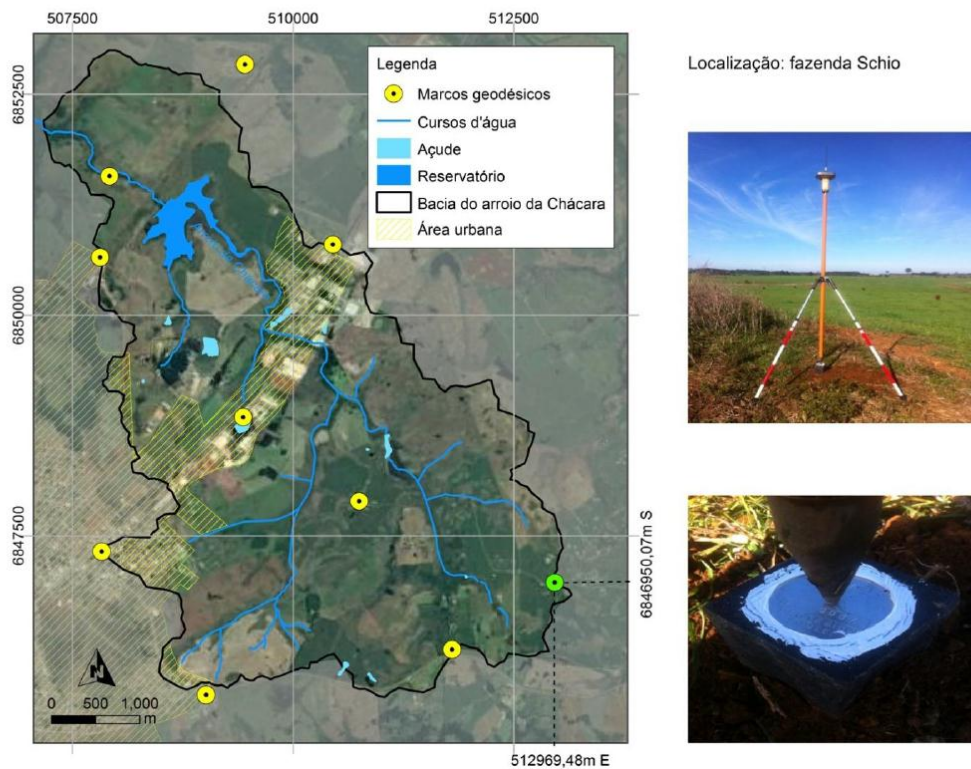 507500
510000
512500
6852500
6850000
6847500
Legenda
Marcos geodésicos
Cursos d'água
Açude
Reservatório
Bacia do arroio da Chácara
Área urbana
N
0 500 1,000
m
6846950,07m S
512969,48m E
Localização: fazenda Schio